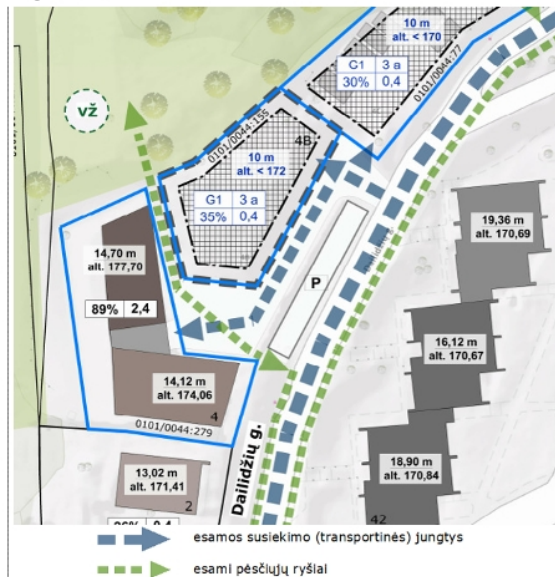 10 m
alt. < 170
G1 3 a
30% 0,4
0101/0044:77
vž
0101/0044:155
4B
10 m
alt. < 172
G1 3 a
35% 0,4
19,36 m
alt. 170,69
14,70 m
alt. 177,70
P
89% 2,4
16,12 m
alt. 170,67
14,12 m
alt. 174,06
4
0101/0044:279
Dailidžių g.
13,02 m
alt. 171,41
2
18,90 m
alt. 170,84
42
esamos susiekimo (transportinės) jungtys
esami pėsčiųjų ryšiai